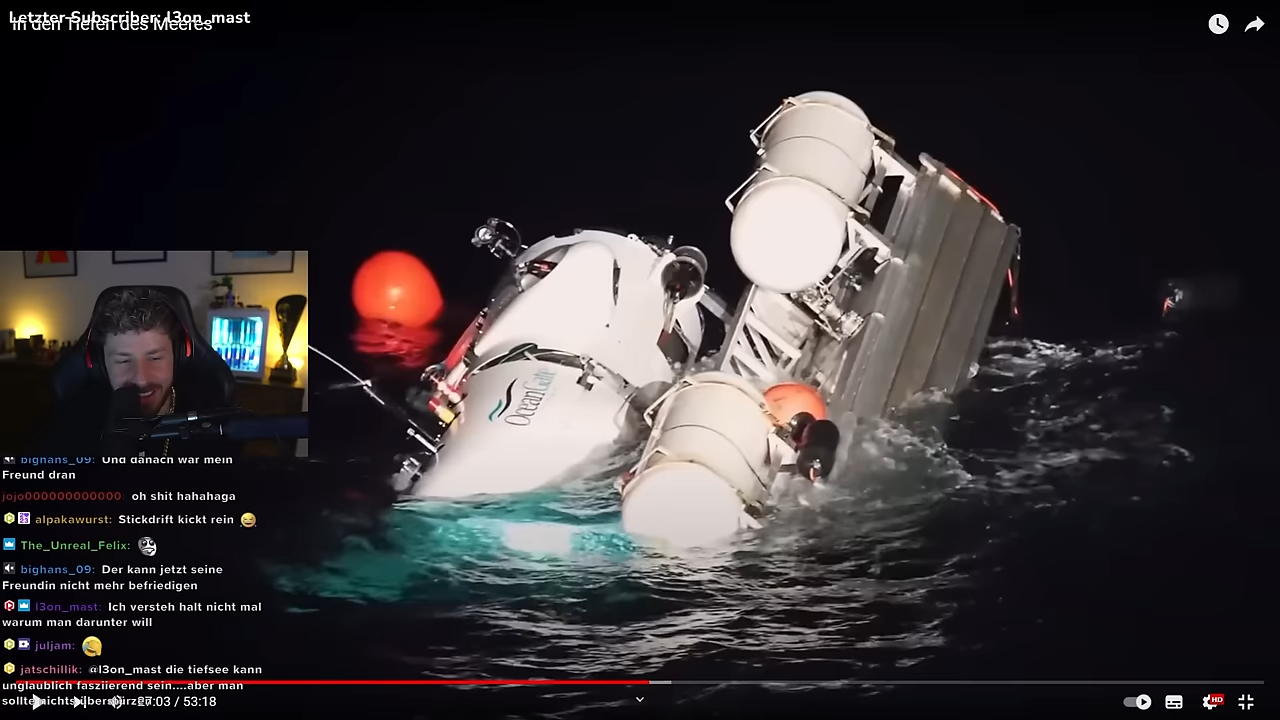 Letzter Subscriber: l3on_mast
In den Tiefen des Meeres
OceanGate
bighans_09: Und danach war mein
Freund dran
jojo000000000000: oh shit hahahaga
alpakawurst: Stickdrift kickt rein
The_Unreal_Felix:
bighans_09: Der kann jetzt seine
Freundin nicht mehr befriedigen
l3on_mast: Ich versteh halt nicht mal
warum man darunter will
juljam:
jatschillik: @l3on_mast die tiefsee kann
unglaublich fasziierend sein....aber man
27:03 / 53:18
HD